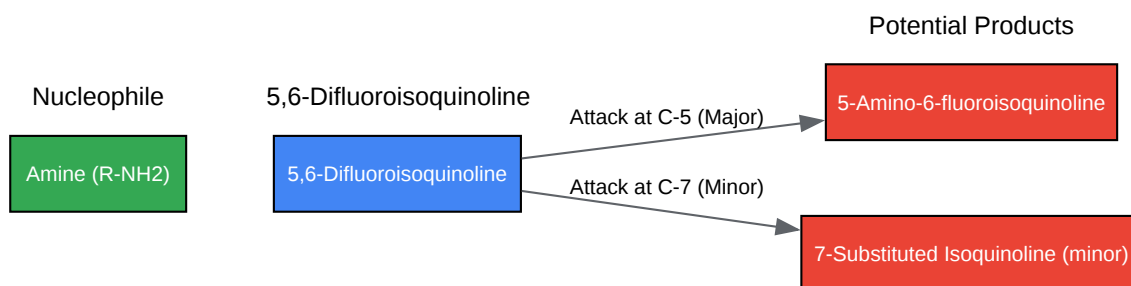 Potential Products
Nucleophile
5,6-Difluoroisoquinoline
Amine (R-NH2)
5,6-Difluoroisoquinoline
Attack at C-5 (Major)
5-Amino-6-fluoroisoquinoline
Attack at C-7 (Minor)
7-Substituted Isoquinoline (minor)